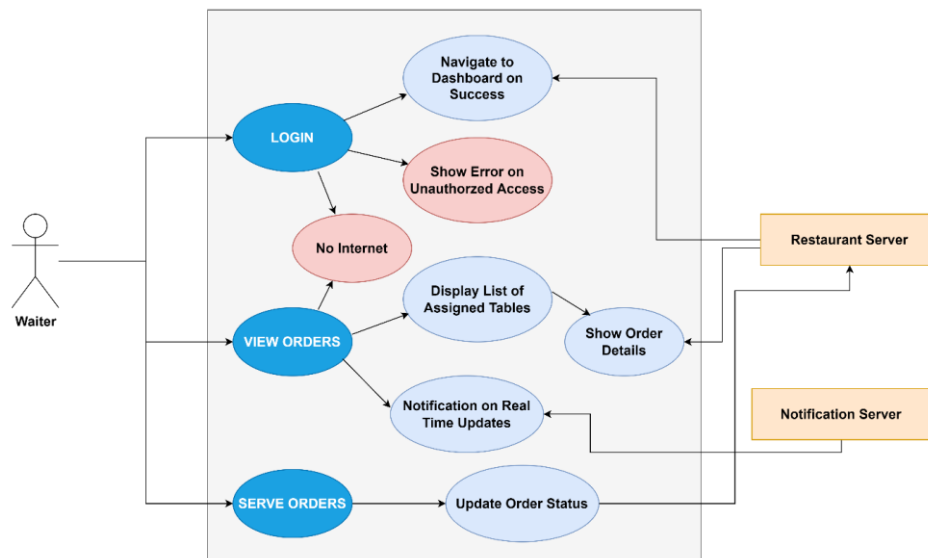 Navigate to
Dashboard on
Success
LOGIN
Show Error on
Unauthorzed Access
No Internet
Restaurant Server
Display List of
Assigned Tables
Waiter
VIEW ORDERS
Show Order
Details
Notification on Real
Time Updates
Notification Server
SERVE ORDERS
Update Order Status